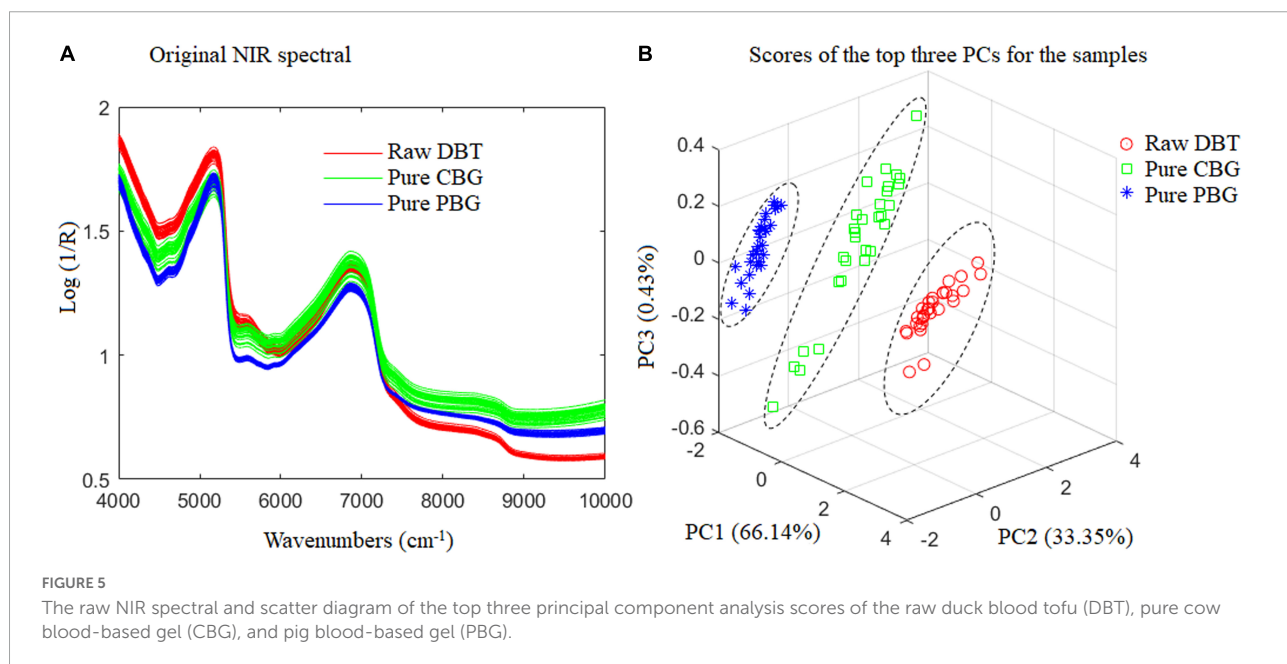 A
Original NIR spectral
2
1.5
1
0.5
Log (1/R)
4000 5000 6000 7000 8000 9000 10000
Wavenumbers (cm-1)
Raw DBT
Pure CBG
Pure PBG
B
Scores of the top three PCs for the samples
Raw DBT
Pure CBG
Pure PBG
0.4
0.2
0
-0.2
-0.4
-0.6
PC3 (0.43%)
-2 0 2 4
PC1 (66.14%)
-2 0 2 4
PC2 (33.35%)
FIGURE 5
The raw NIR spectral and scatter diagram of the top three principal component analysis scores of the raw duck blood tofu (DBT), pure cow
blood-based gel (CBG), and pig blood-based gel (PBG).